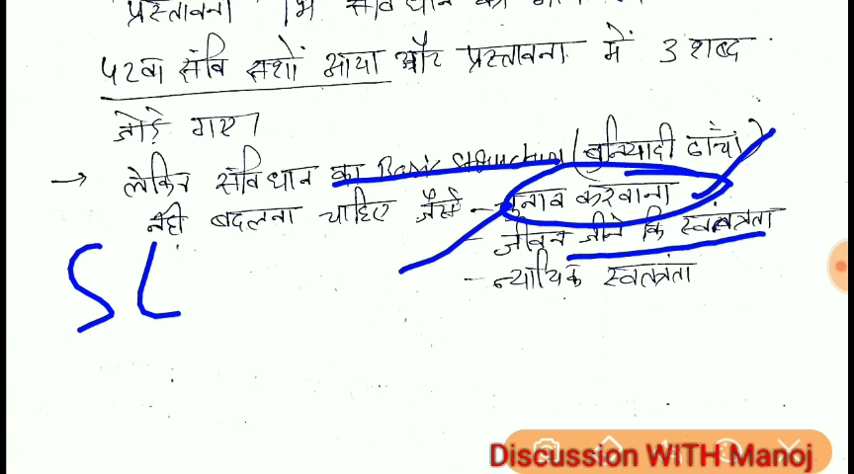 प्रस्तावना भि संविधान का
42वा संवि सशों आया और प्रस्तावना में 3 शब्द
जोड़े गए।
→ लेकिन संविधान का Basic structure (बुनियादी ढाँचा)
नही बदलना चाहिए जैसे - चुनाव करवाना
- जीवन जीने कि स्वतंत्रता
- न्यायिक स्वतंत्रता
SL
Discussion WITH Manoj